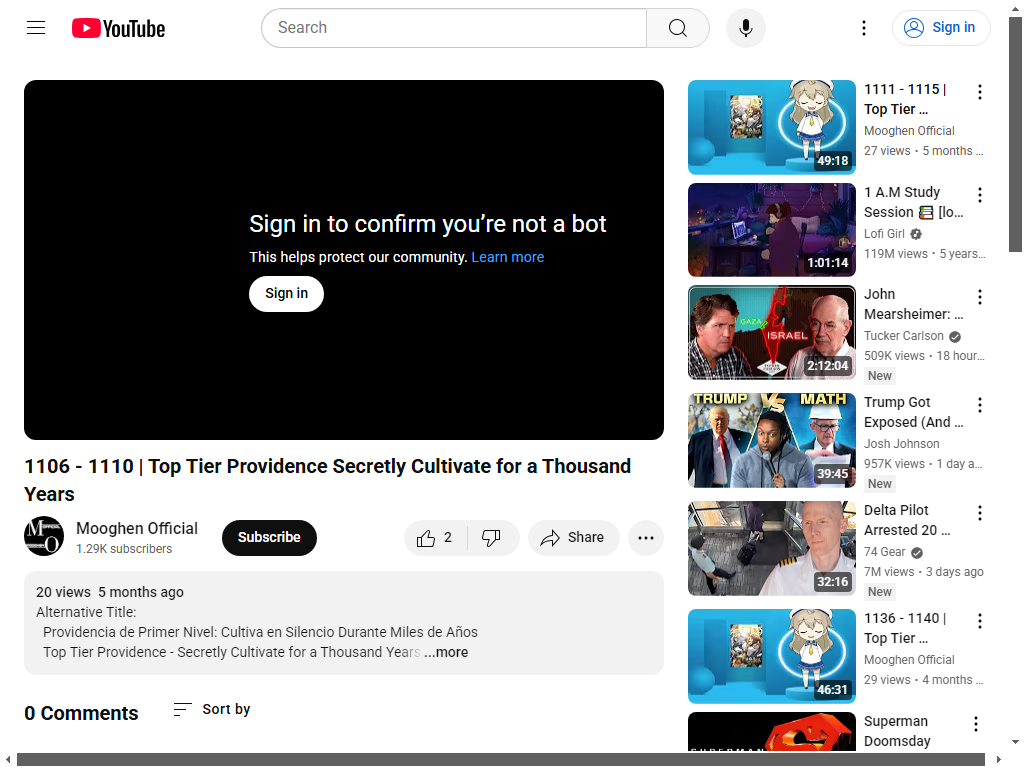 YouTube
Search
Sign in
Sign in to confirm you’re not a bot
This helps protect our community. Learn more
Sign in
1106 - 1110 | Top Tier Providence Secretly Cultivate for a Thousand
Years
Mooghen Official
1.29K subscribers
Subscribe
2
Share
20 views 5 months ago
Alternative Title:
Providencia de Primer Nivel: Cultiva en Silencio Durante Miles de Años
Top Tier Providence - Secretly Cultivate for a Thousand Years ...more
0 Comments
Sort by
49:18
1111 - 1115 |
Top Tier ...
Mooghen Official
27 views • 5 months ...
1:01:14
1 A.M Study
Session 📚 [lo...
Lofi Girl
119M views • 5 years...
GAZA
ISRAEL
2:12:04
John
Mearsheimer: ...
Tucker Carlson
509K views • 18 hour...
New
TRUMP VS MATH
39:45
Trump Got
Exposed (And ...
Josh Johnson
957K views • 1 day a...
New
32:16
Delta Pilot
Arrested 20 ...
74 Gear
7M views • 3 days ago
New
46:31
1136 - 1140 |
Top Tier ...
Mooghen Official
29 views • 4 months ...
SUPERMAN
Superman
Doomsday